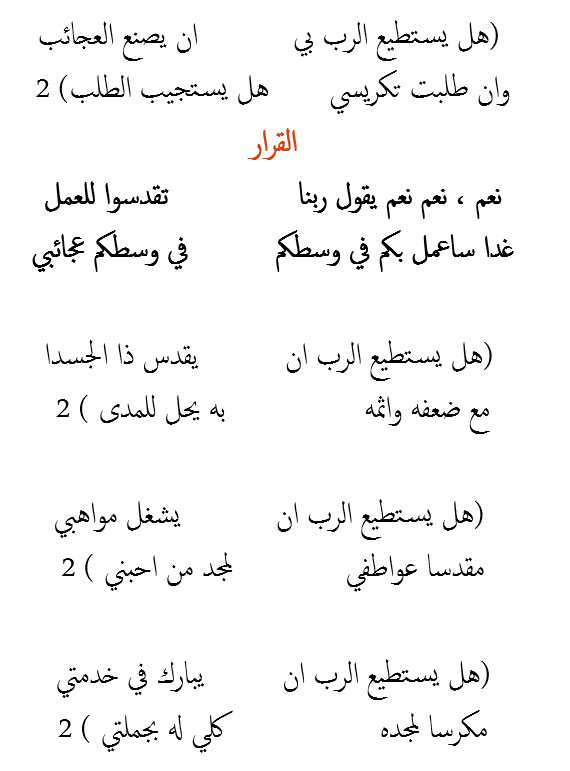 (هل يستطيع الرب بي ان يصنع العجائب
وان طلبت تكريسي هل يستجيب الطلب) 2
القرار
نعم ، نعم نعم يقول ربنا تقدسوا للعمل
غدا ساعمل بكم في وسطكم في وسطكم عجائبي
(هل يستطيع الرب ان يقدس ذا الجسدا
مع ضعفه واثمه به يحل للمدى ) 2
(هل يستطيع الرب ان يشغل مواهبي
مقدسا عواطفي لمجد من احبني ) 2
(هل يستطيع الرب ان يبارك في خدمتي
مكرسا لمجده كلي له بجملتي ) 2